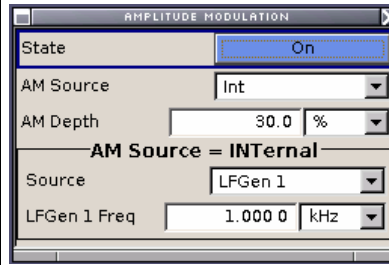 AMPLITUDE MODULATION
State On
AM Source Int
AM Depth 30.0 %
AM Source = INTernal
Source LFGen 1
LFGen 1 Freq 1.000 0 kHz